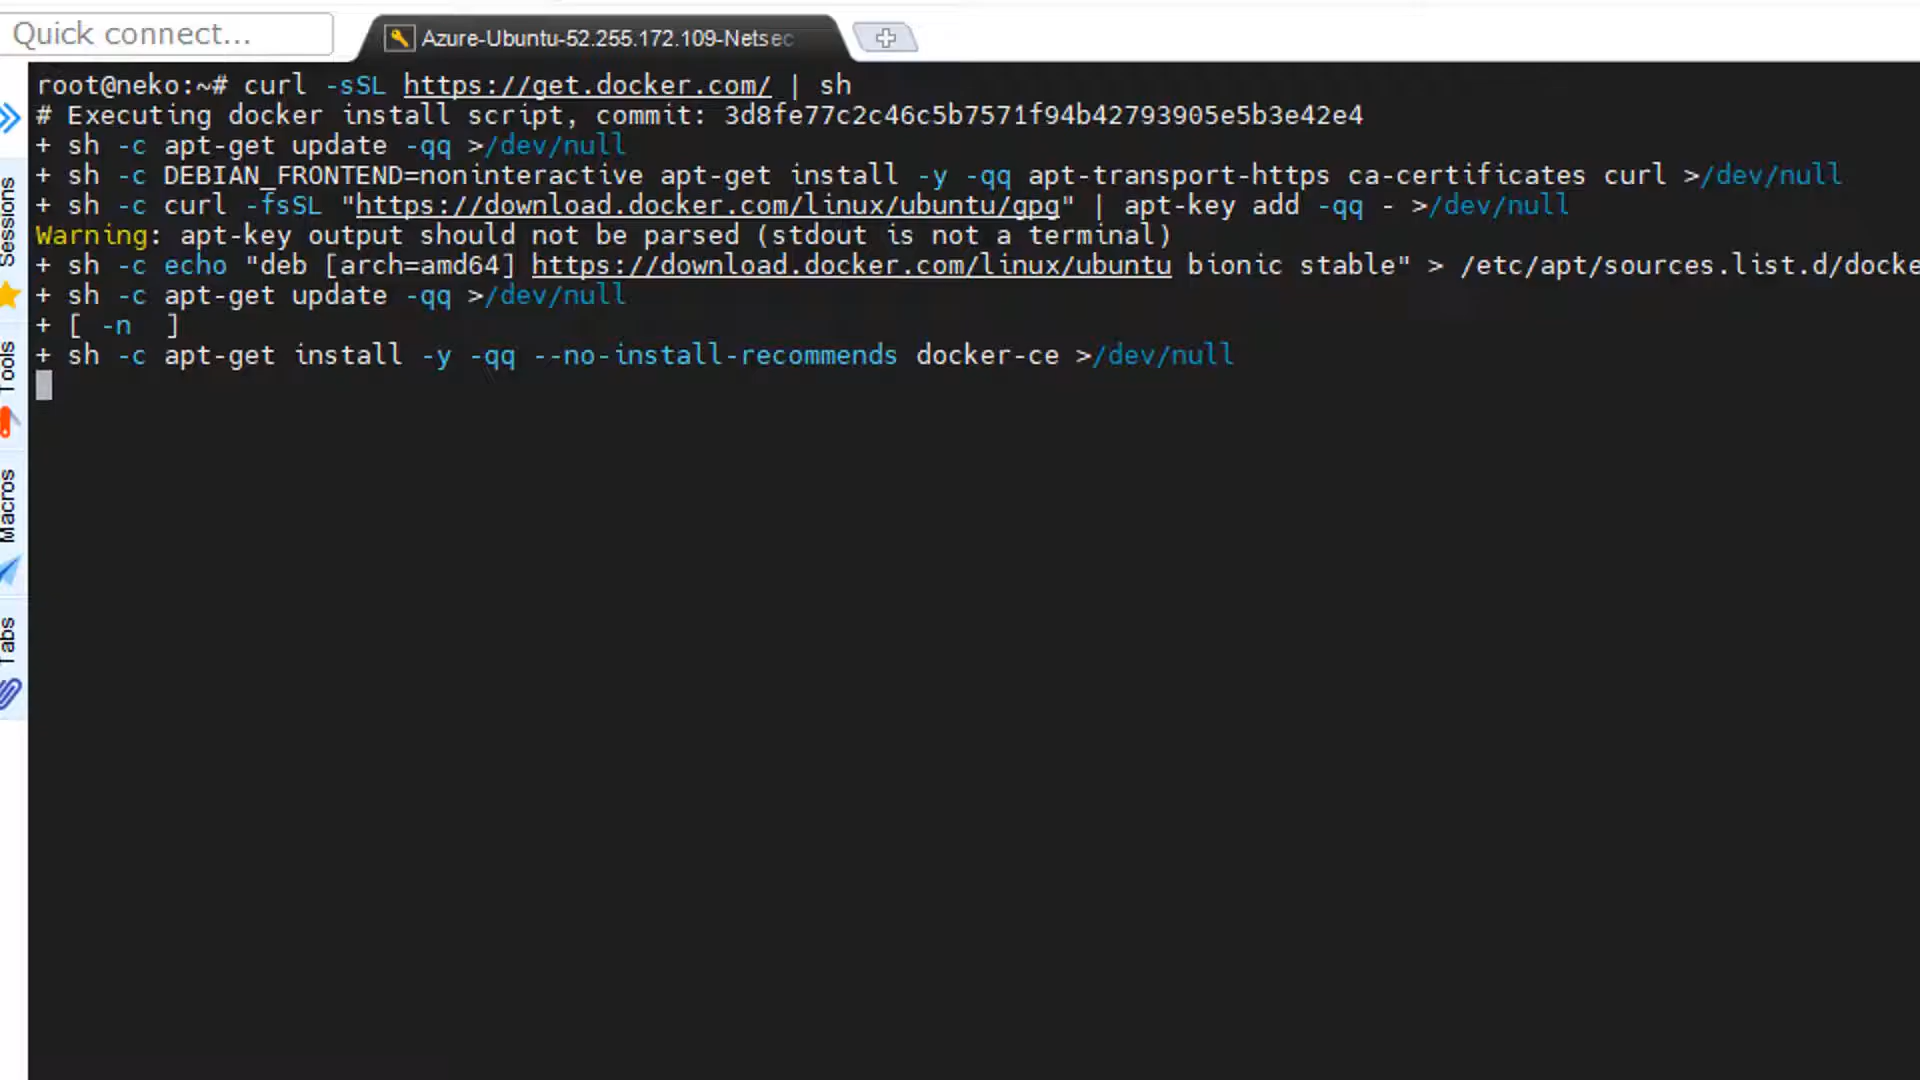 Quick connect...
Azure-Ubuntu-52.255.172.109-Netsec
root@neko:~# curl -sSL https://get.docker.com/ | sh
# Executing docker install script, commit: 3d8fe77c2c46c5b7571f94b42793905e5b3e42e4
+ sh -c apt-get update -qq >/dev/null
+ sh -c DEBIAN_FRONTEND=noninteractive apt-get install -y -qq apt-transport-https ca-certificates curl >/dev/null
+ sh -c curl -fsSL "https://download.docker.com/linux/ubuntu/gpg" | apt-key add -qq - >/dev/null
Warning: apt-key output should not be parsed (stdout is not a terminal)
+ sh -c echo "deb [arch=amd64] https://download.docker.com/linux/ubuntu bionic stable" > /etc/apt/sources.list.d/docke
+ sh -c apt-get update -qq >/dev/null
+ [ -n  ]
+ sh -c apt-get install -y -qq --no-install-recommends docker-ce >/dev/null
Sessions
Tools
Macros
Tabs